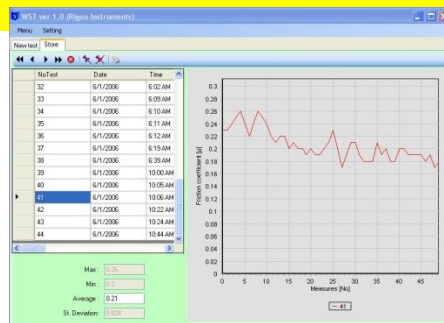 WST ver 1.0 (Rigon Instruments)
Menu Setting
New test Store
NoTest Date Time
32 6/1/2006 6:02 AM
33 6/1/2006 6:09 AM
34 6/1/2006 6:10 AM
35 6/1/2006 6:11 AM
36 6/1/2006 6:12 AM
37 6/1/2006 6:19 AM
38 6/1/2006 6:39 AM
39 6/1/2006 10:00 AM
40 6/1/2006 10:05 AM
41 6/1/2006 10:06 AM
42 6/1/2006 10:22 AM
43 6/1/2006 10:24 AM
44 6/1/2006 10:44 AM
Max : 0.26
Min : 0.2
Average : 0.21
St. Deviation: 0.024
Friction coefficient [µ]
0.3
0.28
0.26
0.24
0.22
0.2
0.18
0.16
0.14
0.12
0.1
0.08
0.06
0.04
0.02
0
0 5 10 15 20 25 30 35 40 45
Measures [No]
41